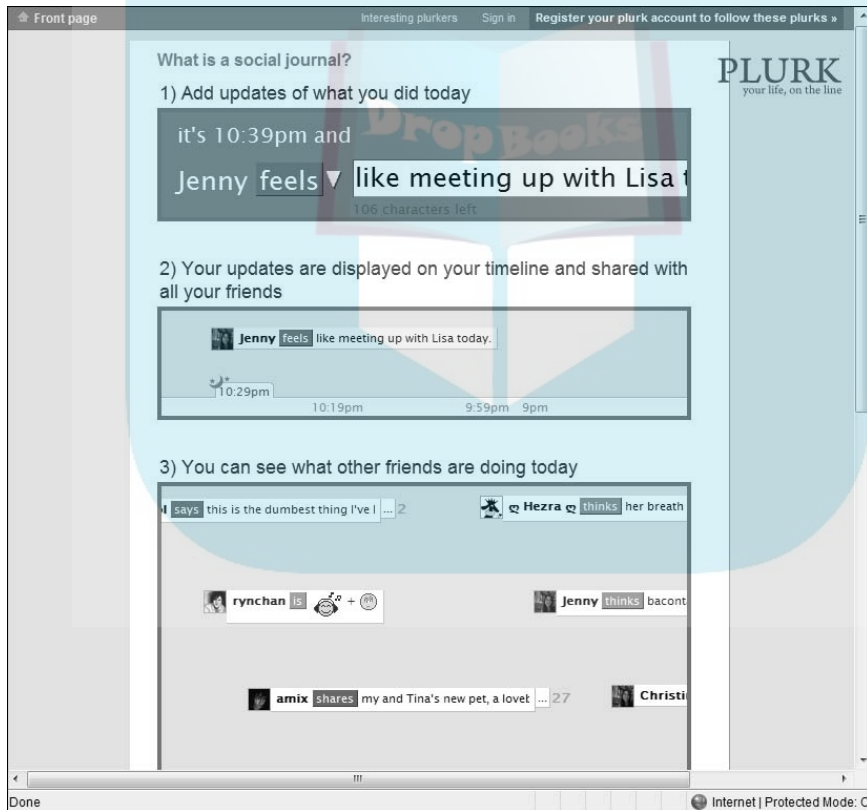 Front page
Interesting plurkers Sign in Register your plurk account to follow these plurks »
What is a social journal?
PLURK
your life, on the line
1) Add updates of what you did today
DropBooks
it's 10:39pm and
Jenny feels like meeting up with Lisa t
106 characters left
2) Your updates are displayed on your timeline and shared with
all your friends
Jenny feels like meeting up with Lisa today.
10:29pm
10:19pm 9:59pm 9pm
3) You can see what other friends are doing today
says this is the dumbest thing I've l ... 2
ღ Hezra ღ thinks her breath
rynchan is +
Jenny thinks bacont
amix shares my and Tina's new pet, a loveb ... 27
Christi
Done
Internet | Protected Mode: O